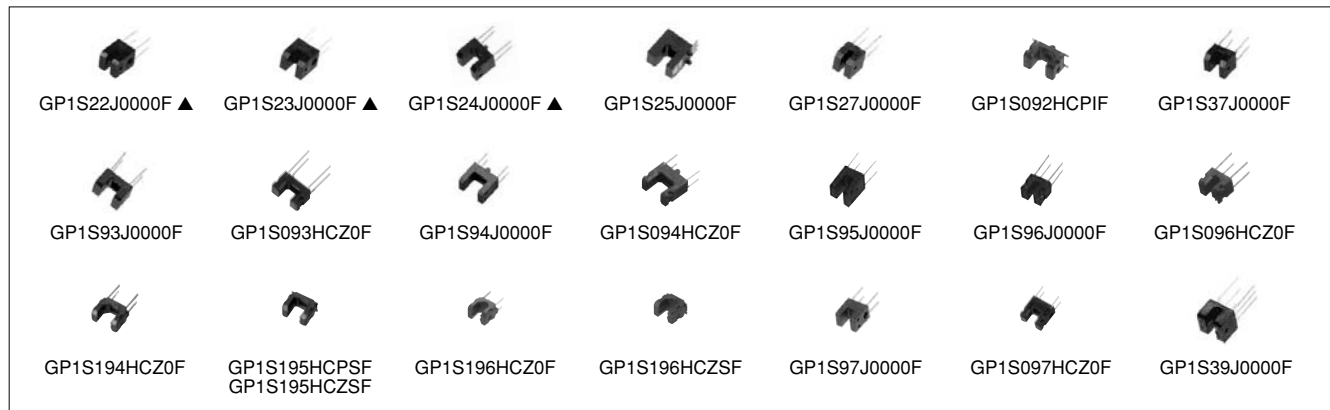 GP1S22J0000F ▲
GP1S23J0000F ▲
GP1S24J0000F ▲
GP1S25J0000F
GP1S27J0000F
GP1S092HCPIF
GP1S37J0000F
GP1S93J0000F
GP1S093HCZ0F
GP1S94J0000F
GP1S094HCZ0F
GP1S95J0000F
GP1S96J0000F
GP1S096HCZ0F
GP1S194HCZ0F
GP1S195HCPSF
GP1S195HCZSF
GP1S196HCZ0F
GP1S196HCZSF
GP1S97J0000F
GP1S097HCZ0F
GP1S39J0000F